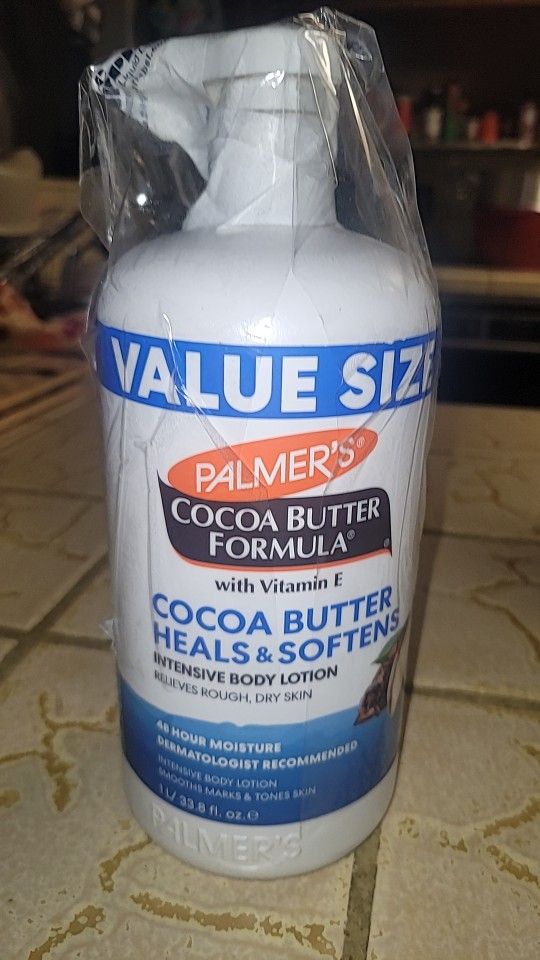 VALUE SIZE
PALMER'S®
COCOA BUTTER
FORMULA®
with Vitamin E
COCOA BUTTER
HEALS & SOFTENS
INTENSIVE BODY LOTION
RELIEVES ROUGH, DRY SKIN
48 HOUR MOISTURE
DERMATOLOGIST RECOMMENDED
INTENSIVE BODY LOTION
SMOOTHS MARKS & TONES SKIN
1 L/ 33.8 fl. oz. e
PALMER'S